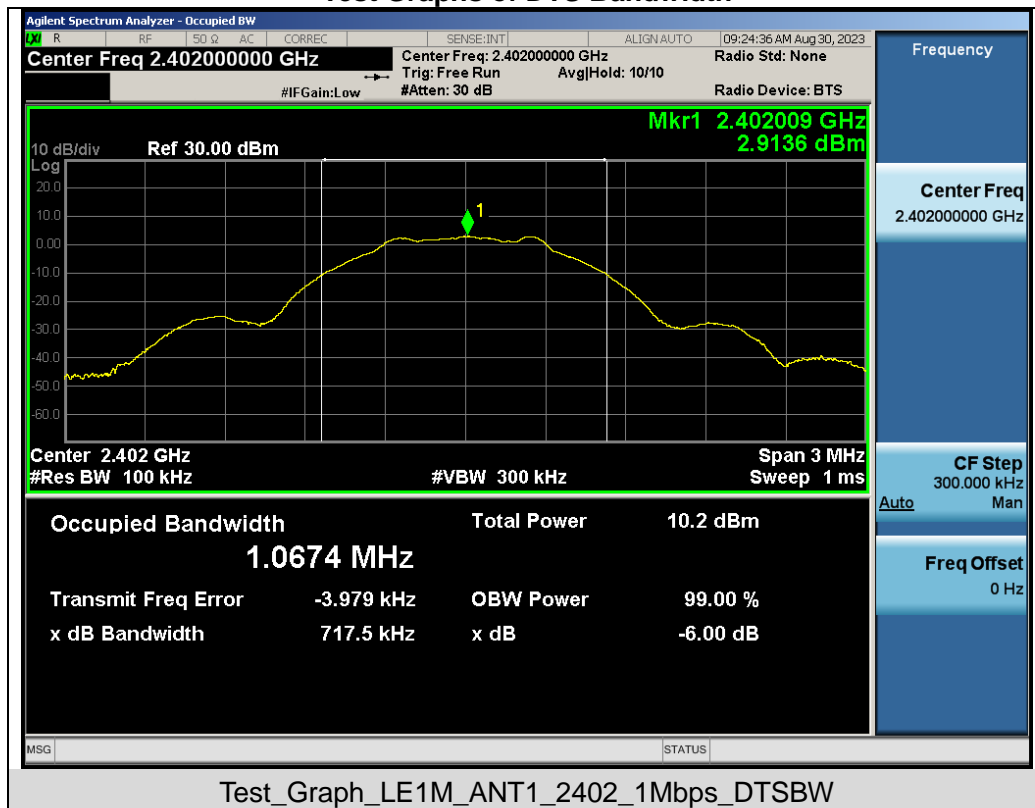 Test Graphs of DTS Bandwidth
Agilent Spectrum Analyzer - Occupied BW
LXI R RF 50 Ω AC CORREC SENSE:INT ALIGN AUTO 09:24:36 AM Aug 30, 2023
Center Freq 2.402000000 GHz
Center Freq: 2.402000000 GHz
Radio Std: None
Trig: Free Run Avg|Hold: 10/10
#IFGain:Low #Atten: 30 dB Radio Device: BTS
Mkr1 2.402009 GHz
2.9136 dBm
10 dB/div Ref 30.00 dBm
Log
20.0
10.0
0.00
-10.0
-20.0
-30.0
-40.0
-50.0
-60.0
1
Center 2.402 GHz Span 3 MHz
#Res BW 100 kHz #VBW 300 kHz Sweep 1 ms
Occupied Bandwidth Total Power 10.2 dBm
1.0674 MHz
Transmit Freq Error -3.979 kHz OBW Power 99.00 %
x dB Bandwidth 717.5 kHz x dB -6.00 dB
MSG STATUS
Frequency
Center Freq
2.402000000 GHz
CF Step
300.000 kHz
Auto Man
Freq Offset
0 Hz
Test_Graph_LE1M_ANT1_2402_1Mbps_DTSBW